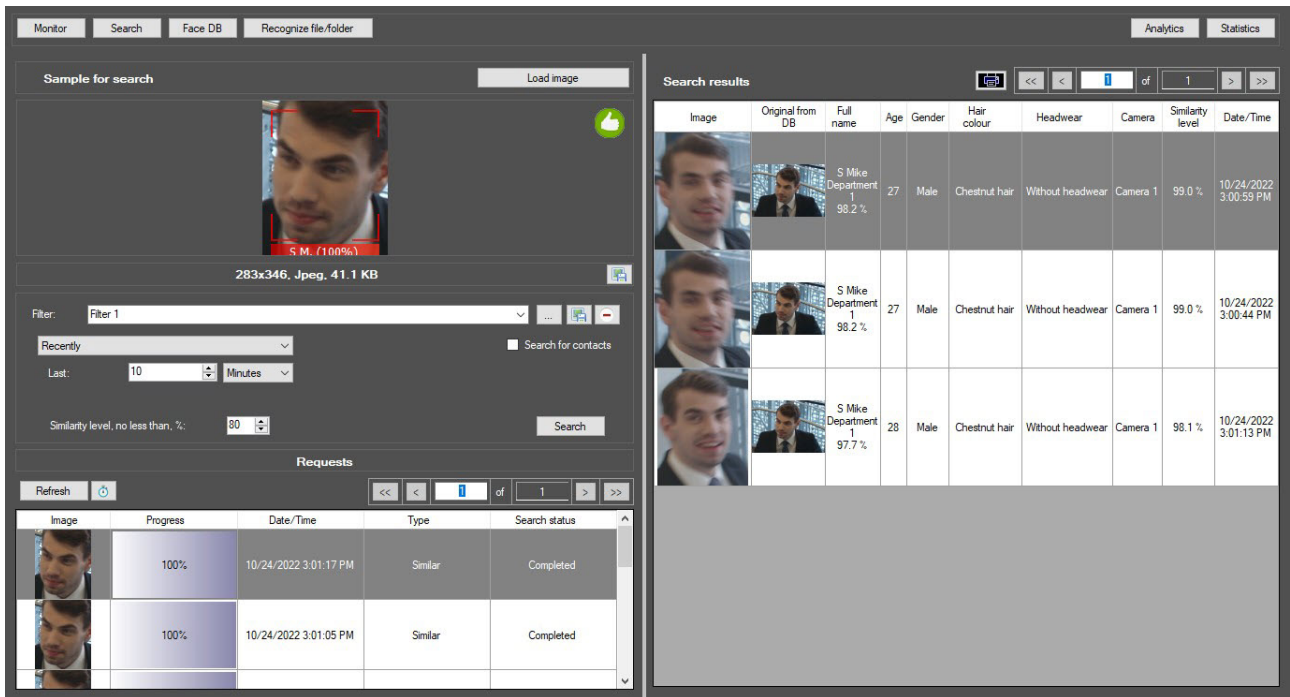 Monitor Search Face DB Recognize file/folder Analytics Statistics
Sample for search Load image
S M. (100%)
283x346, Jpeg, 41.1 KB
Filter: Filter 1 ...
Recently Search for contacts
Last: 10 Minutes
Similarity level, no less than, %: 80 Search
Requests
Refresh << < 1 of 1 > >>
Image Progress Date/Time Type Search status
100% 10/24/2022 3:01:17 PM Similar Completed
100% 10/24/2022 3:01:05 PM Similar Completed
Search results << < 1 of 1 > >>
Image Original from DB Full name Age Gender Hair colour Headwear Camera Similarity level Date/Time
S Mike
Department
1
98.2 % 27 Male Chestnut hair Without headwear Camera 1 99.0 % 10/24/2022 3:00:59 PM
S Mike
Department
1
98.2 % 27 Male Chestnut hair Without headwear Camera 1 99.0 % 10/24/2022 3:00:44 PM
S Mike
Department
1
97.7 % 28 Male Chestnut hair Without headwear Camera 1 98.1 % 10/24/2022 3:01:13 PM